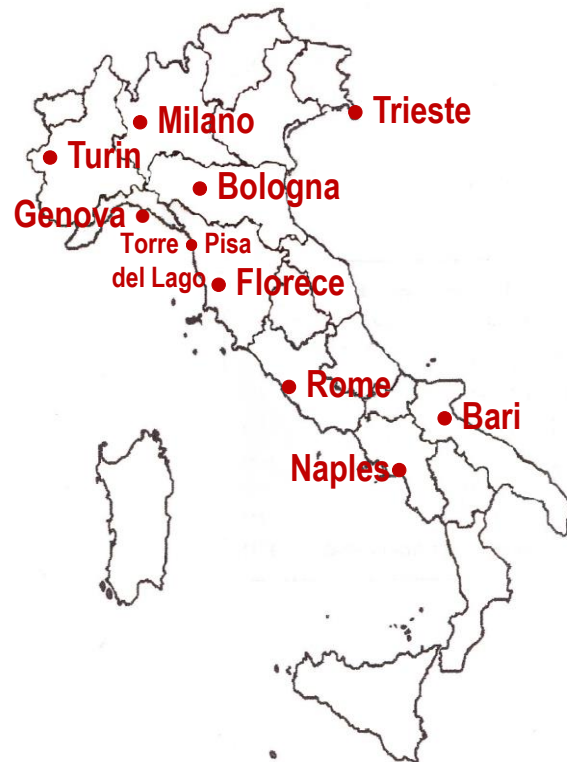 Milano
Trieste
Turin
Bologna
Genova
Torre Pisa
del Lago
Florece
Rome
Bari
Naples